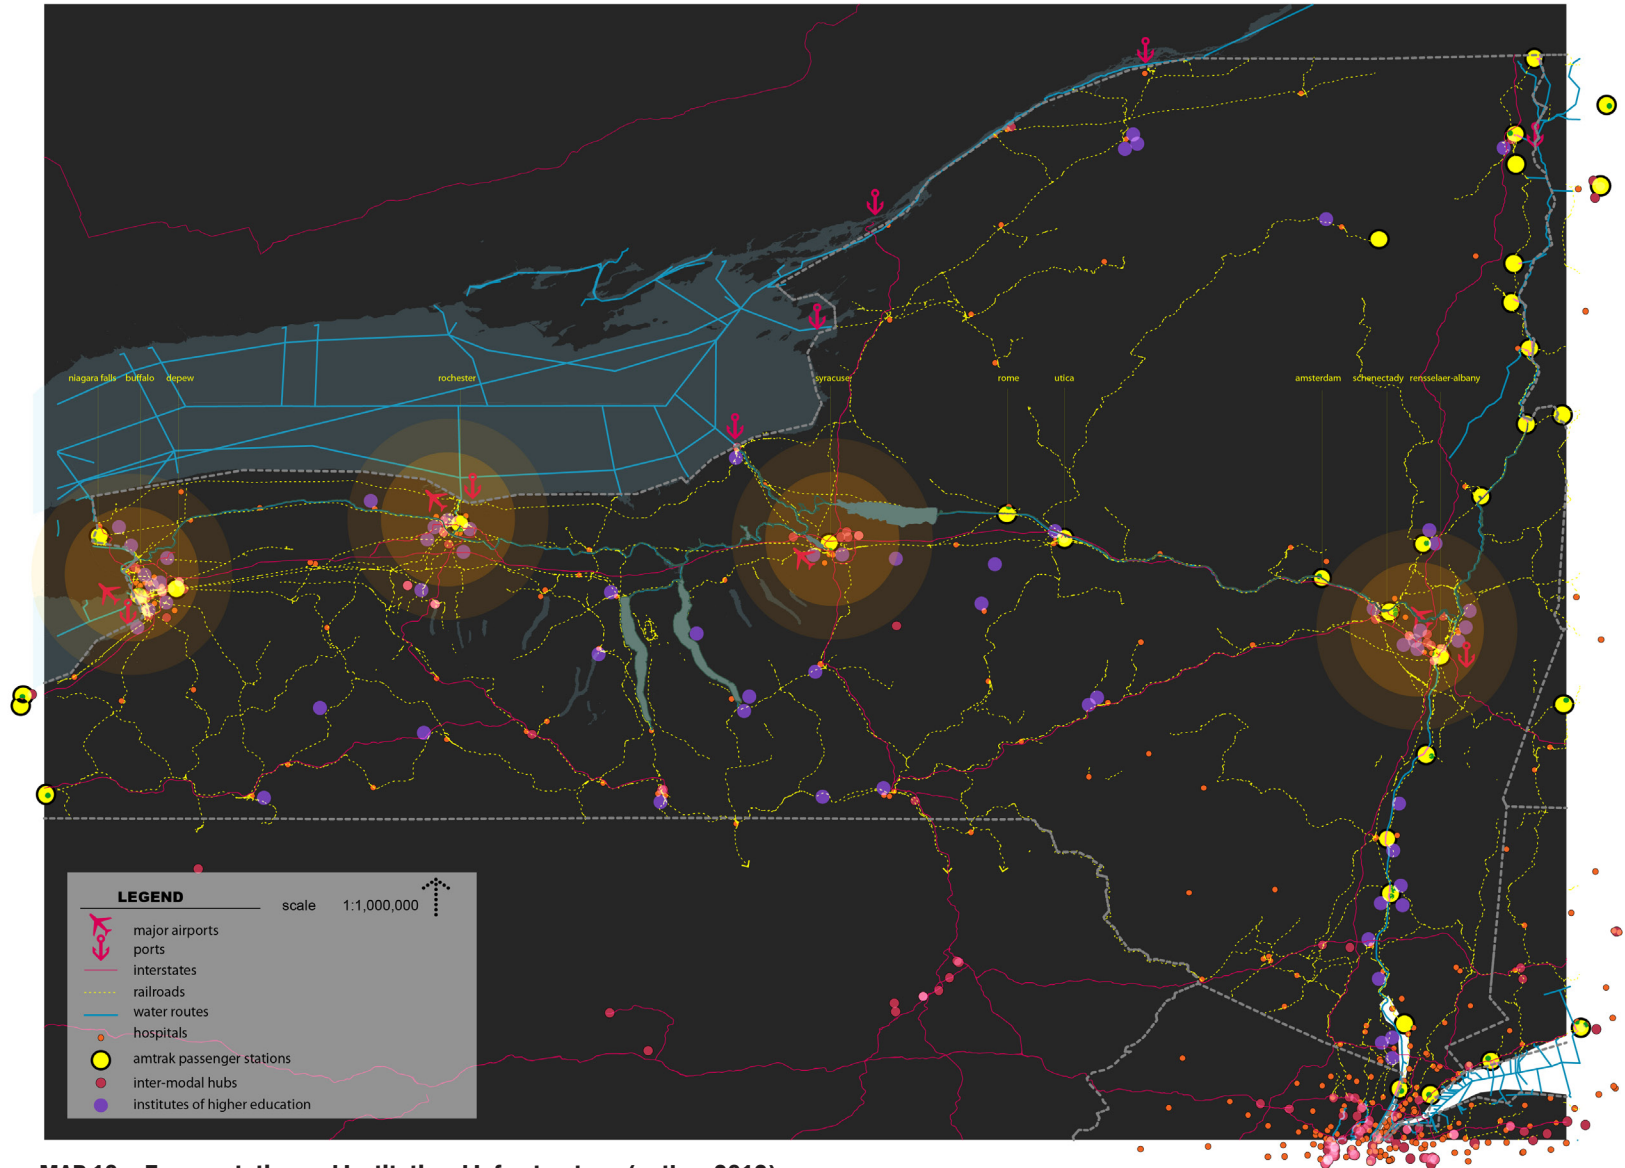 niagara falls buffalo depew rochester syracuse rome utica amsterdam schenectady rensselaer-albany
LEGEND
scale 1:1,000,000
major airports
ports
interstates
railroads
water routes
hospitals
amtrak passenger stations
inter-modal hubs
institutes of higher education